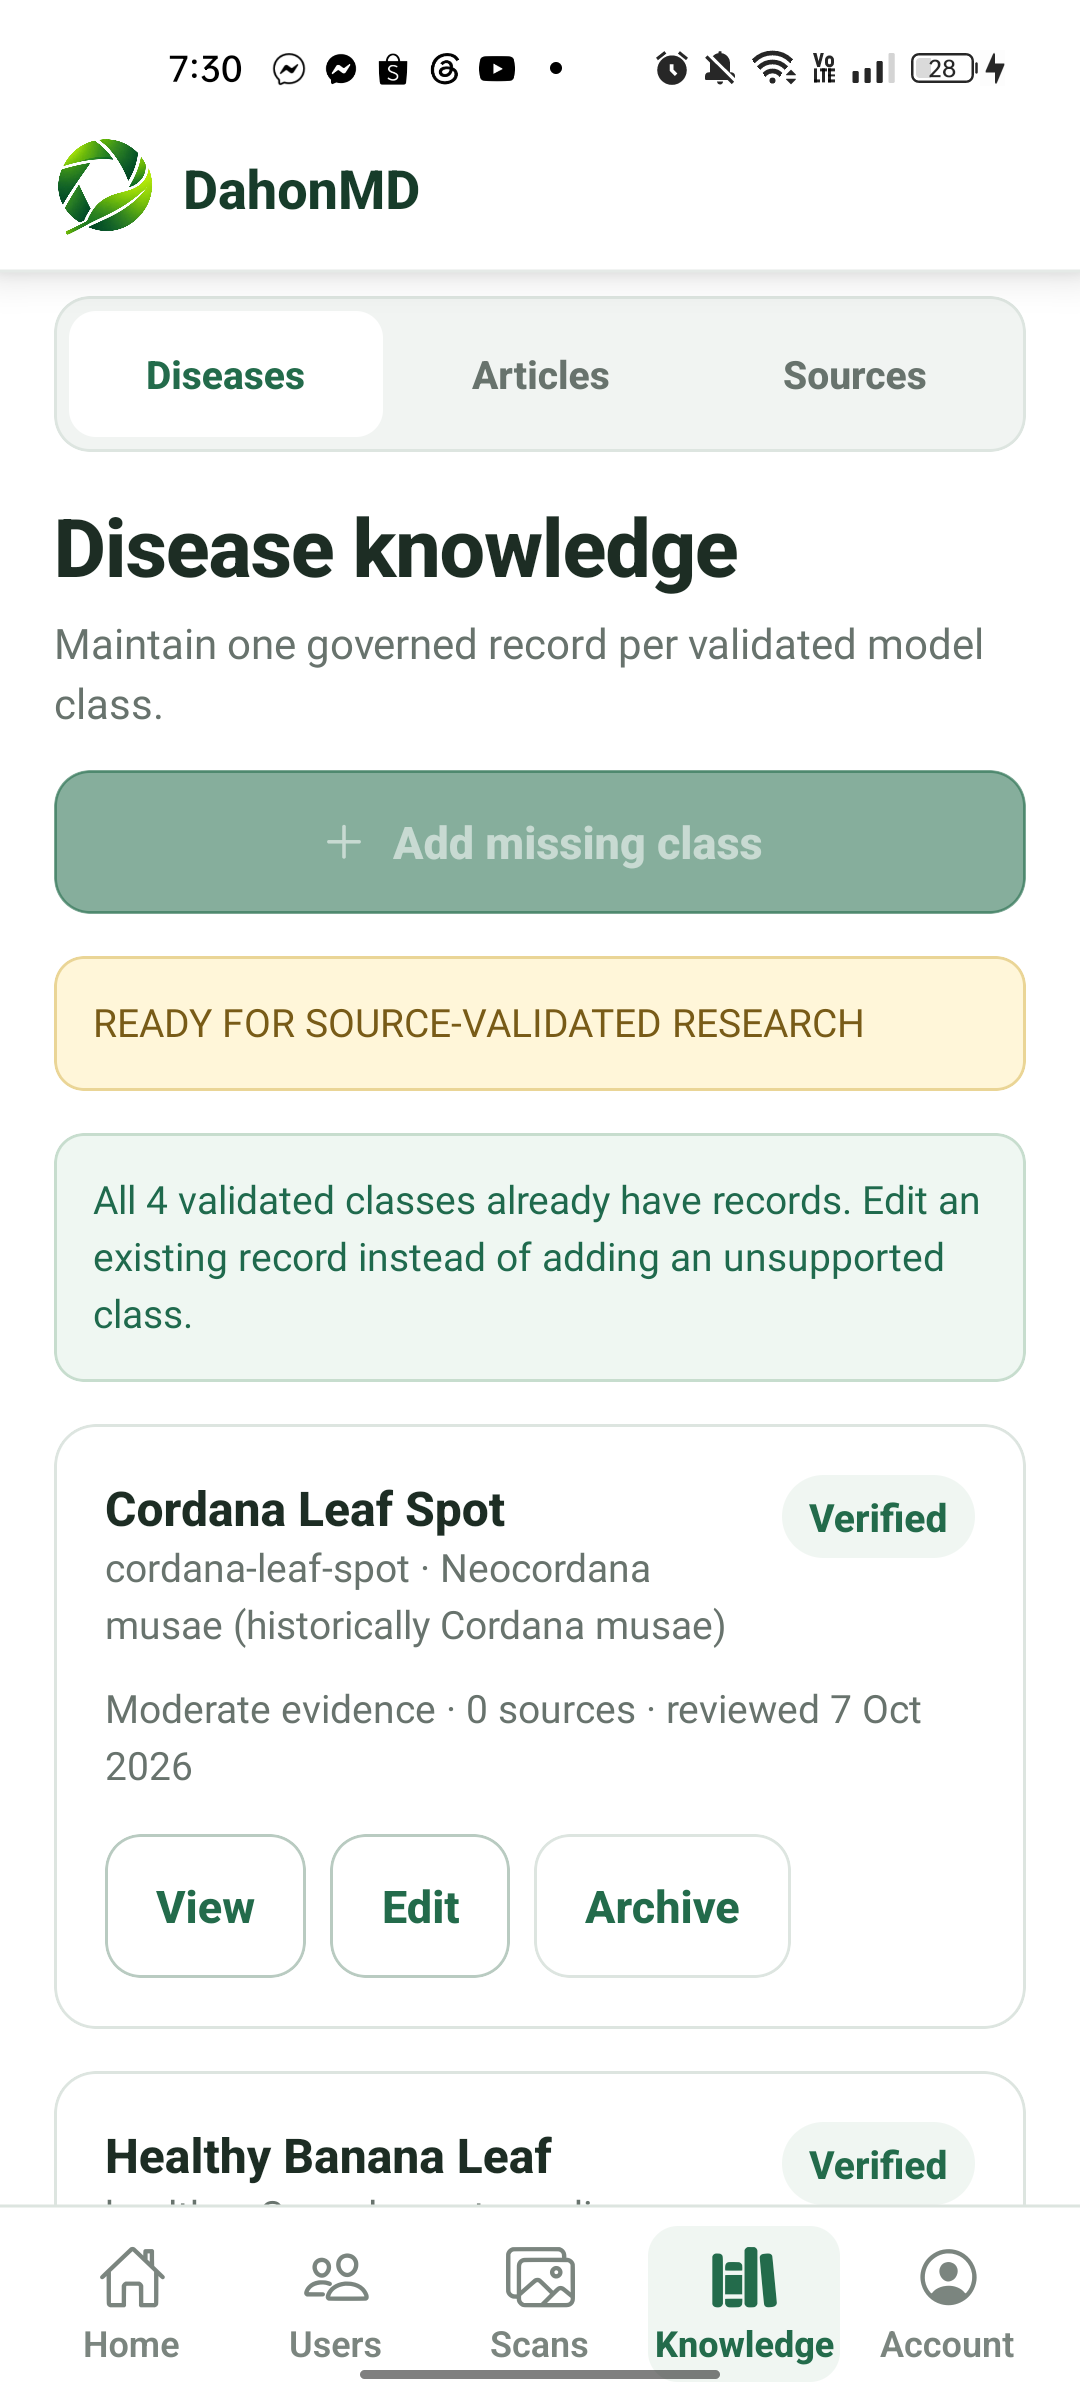 7:30
Vo
LTE
28
DahonMD
Diseases
Articles
Sources
Disease knowledge
Maintain one governed record per validated model
class.
+ Add missing class
READY FOR SOURCE-VALIDATED RESEARCH
All 4 validated classes already have records. Edit an
existing record instead of adding an unsupported
class.
Cordana Leaf Spot
Verified
cordana-leaf-spot · Neocordana
musae (historically Cordana musae)
Moderate evidence · 0 sources · reviewed 7 Oct
2026
View
Edit
Archive
Healthy Banana Leaf
Verified
Home
Users
Scans
Knowledge
Account